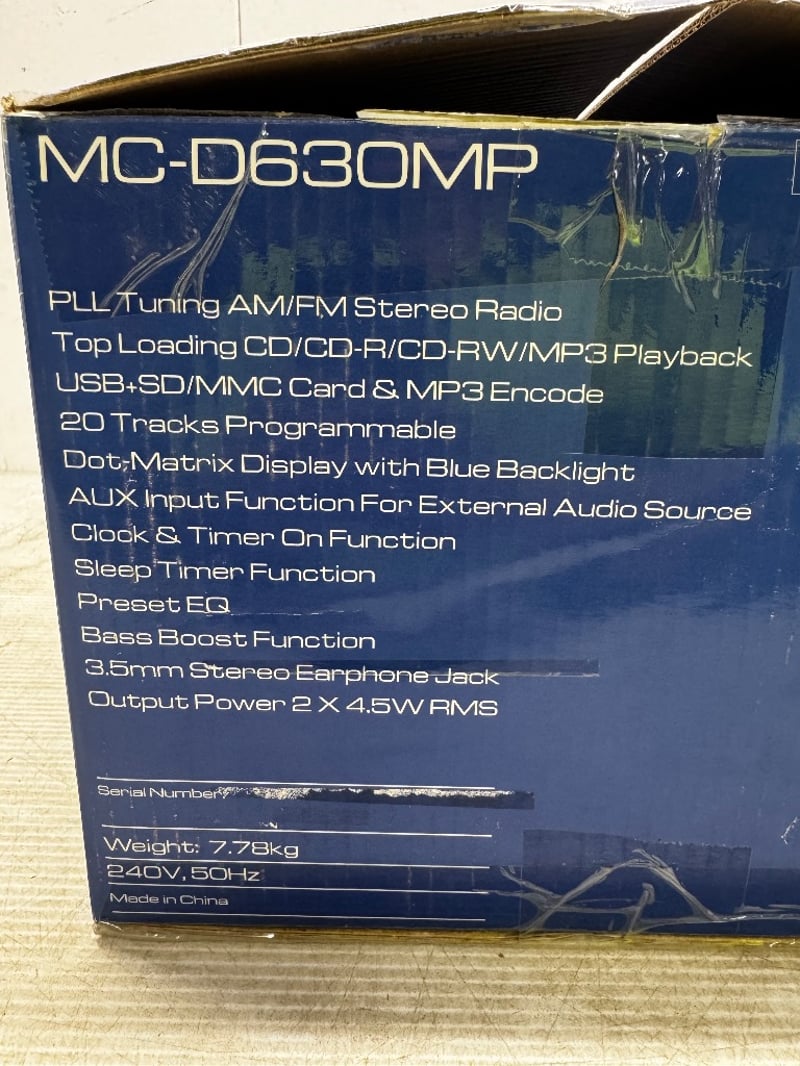 MC-D630MP
PLL Tuning AM/FM Stereo Radio
Top Loading CD/CD-R/CD-RW/MP3 Playback
USB+SD/MMC Card & MP3 Encode
20 Tracks Programmable
Dot-Matrix Display with Blue Backlight
AUX Input Function For External Audio Source
Clock & Timer On Function
Sleep Timer Function
Preset EQ
Bass Boost Function
3.5mm Stereo Earphone Jack
Output Power 2 X 4.5W RMS
Serial Number
Weight: 7.78kg
240V, 50Hz
Made in China